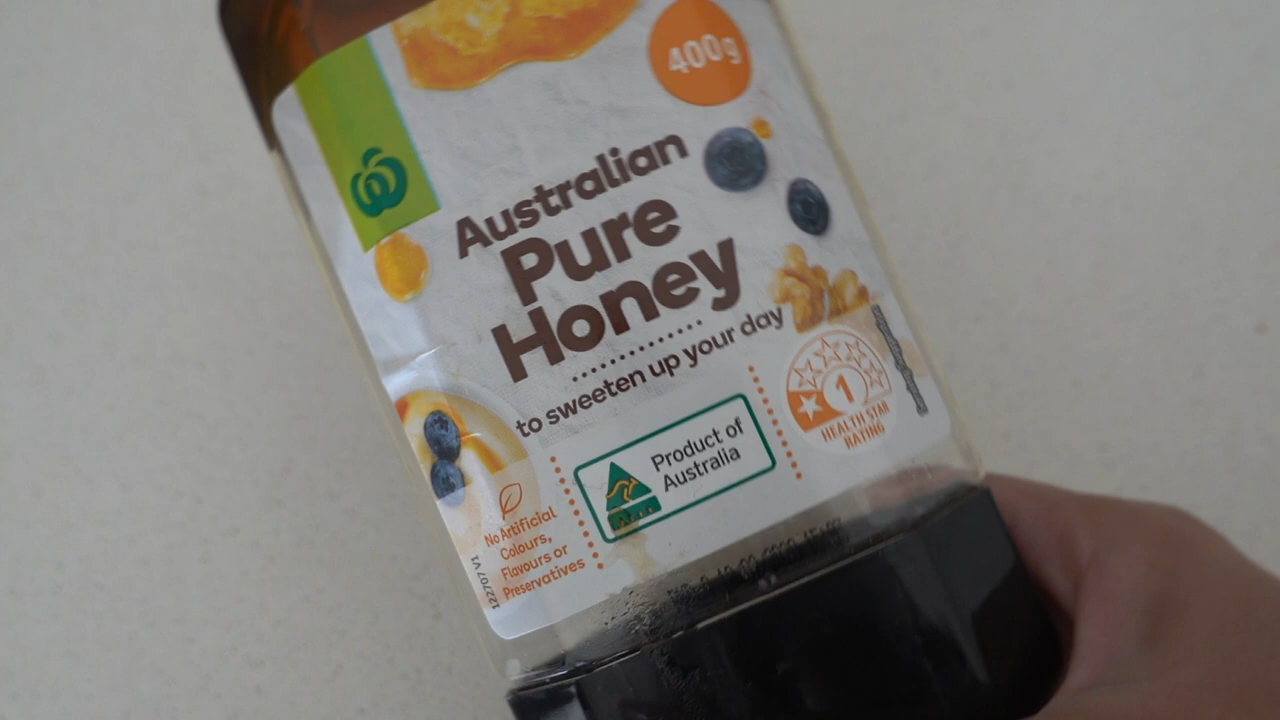 400g
Australian
Pure
Honey
to sweeten up your day
1
HEALTH STAR
RATING
Product of
Australia
No Artificial
Colours,
Flavours or
Preservatives
122707 V1